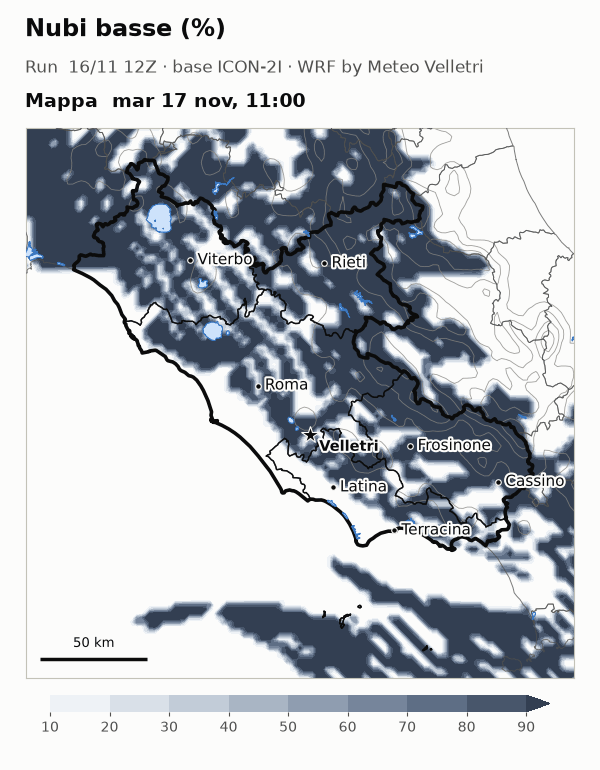 Nubi basse (%)
Run  16/11 12Z · base ICON-2I · WRF by Meteo Velletri
Mappa  mar 17 nov, 11:00
Viterbo
Rieti
Roma
Velletri
Frosinone
Latina
Cassino
Terracina
50 km
10 20 30 40 50 60 70 80 90